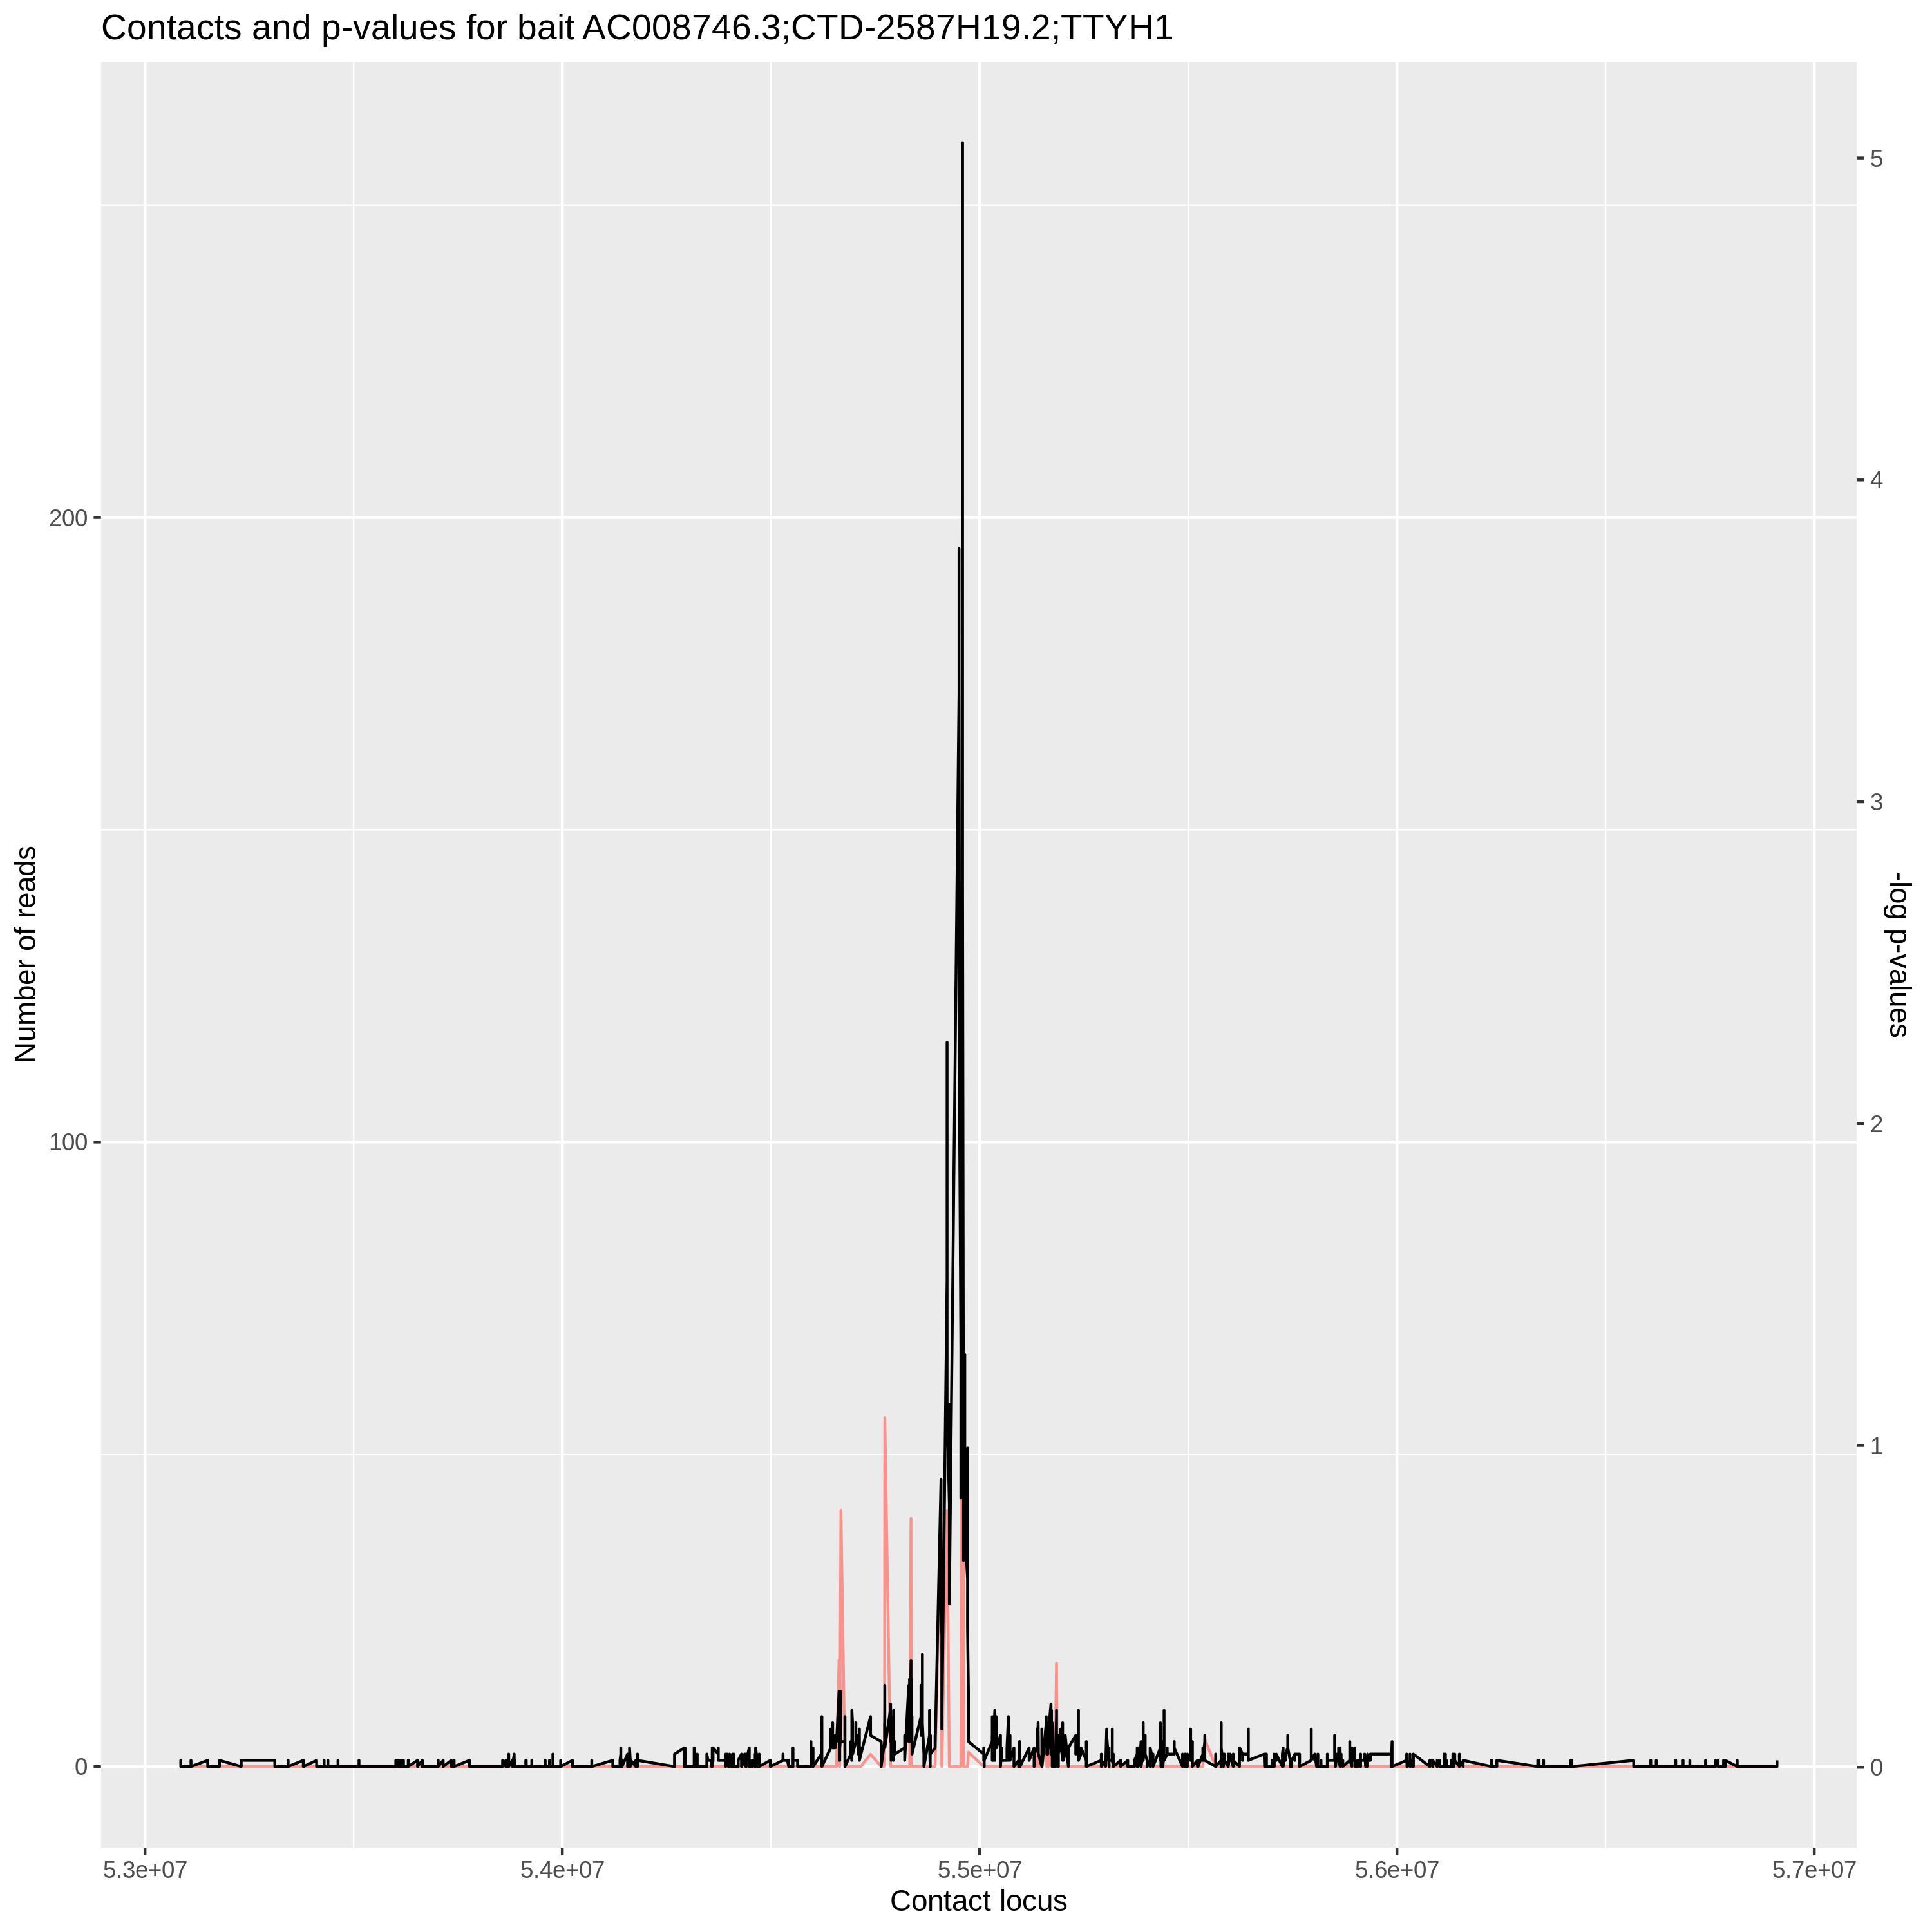 Contacts and p-values for bait AC008746.3;CTD-2587H19.2;TTYH1
Number of reads
200
100
0
5
4
3
2
1
0
-log p-values
5.3e+07 5.4e+07 5.5e+07 5.6e+07 5.7e+07
Contact locus